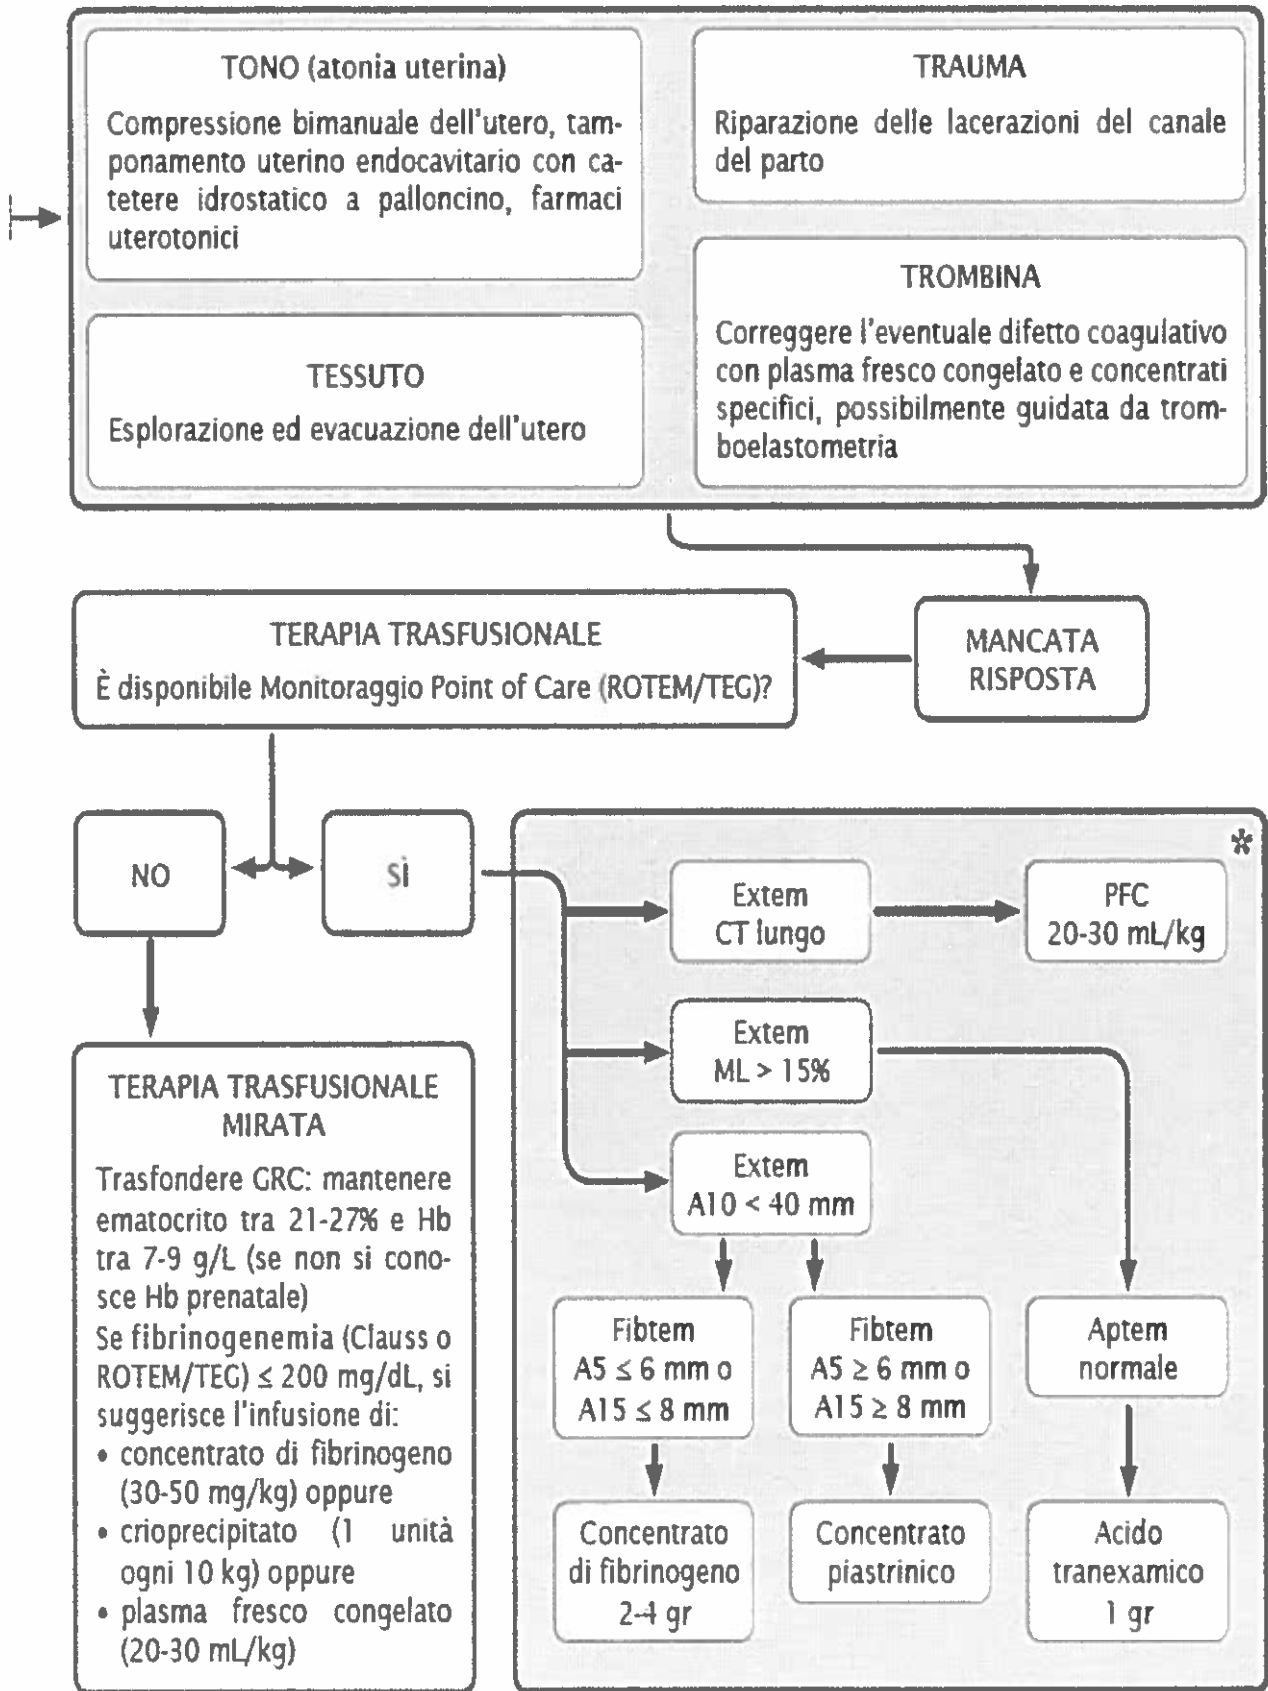 TONO (atonia uterina)
Compressione bimanuale dell'utero, tam-
ponamento uterino endocavitario con ca-
tetere idrostatico a palloncino, farmaci
uterotonici
TRAUMA
Riparazione delle lacerazioni del canale
del parto
TESSUTO
Esplorazione ed evacuazione dell'utero
TROMBINA
Correggere l'eventuale difetto coagulativo
con plasma fresco congelato e concentrati
specifici, possibilmente guidata da trom-
boelastometria
MANCATA
RISPOSTA
TERAPIA TRASFUSIONALE
È disponibile Monitoraggio Point of Care (ROTEM/TEG)?
NO
SÌ
TERAPIA TRASFUSIONALE
MIRATA
Trasfondere GRC: mantenere
ematocrito tra 21-27% e Hb
tra 7-9 g/L (se non si cono-
sce Hb prenatale)
Se fibrinogenemia (Clauss o
ROTEM/TEG) ≤ 200 mg/dL, si
suggerisce l'infusione di:
• concentrato di fibrinogeno
(30-50 mg/kg) oppure
• crioprecipitato (1 unità
ogni 10 kg) oppure
• plasma fresco congelato
(20-30 mL/kg)
*
Extem
CT lungo
PFC
20-30 mL/kg
Extem
ML > 15%
Extem
A10 < 40 mm
Fibtem
A5 ≤ 6 mm o
A15 ≤ 8 mm
Fibtem
A5 ≥ 6 mm o
A15 ≥ 8 mm
Aptem
normale
Concentrato
di fibrinogeno
2-4 gr
Concentrato
piastrinico
Acido
tranexamico
1 gr